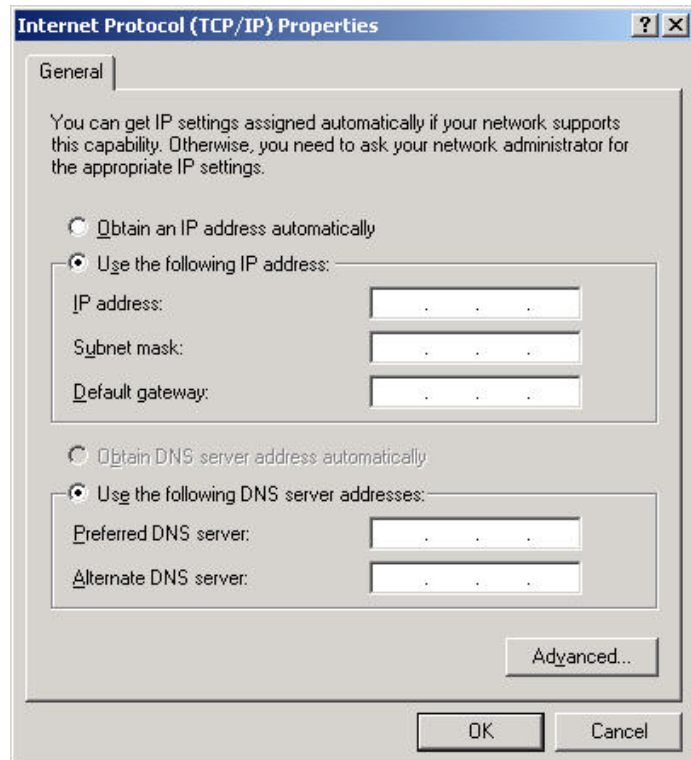 Internet Protocol (TCP/IP) Properties
General
You can get IP settings assigned automatically if your network supports
this capability. Otherwise, you need to ask your network administrator for
the appropriate IP settings.
Obtain an IP address automatically
Use the following IP address:
IP address: . . .
Subnet mask: . . .
Default gateway: . . .
Obtain DNS server address automatically
Use the following DNS server addresses:
Preferred DNS server: . . .
Alternate DNS server: . . .
Advanced...
OK Cancel